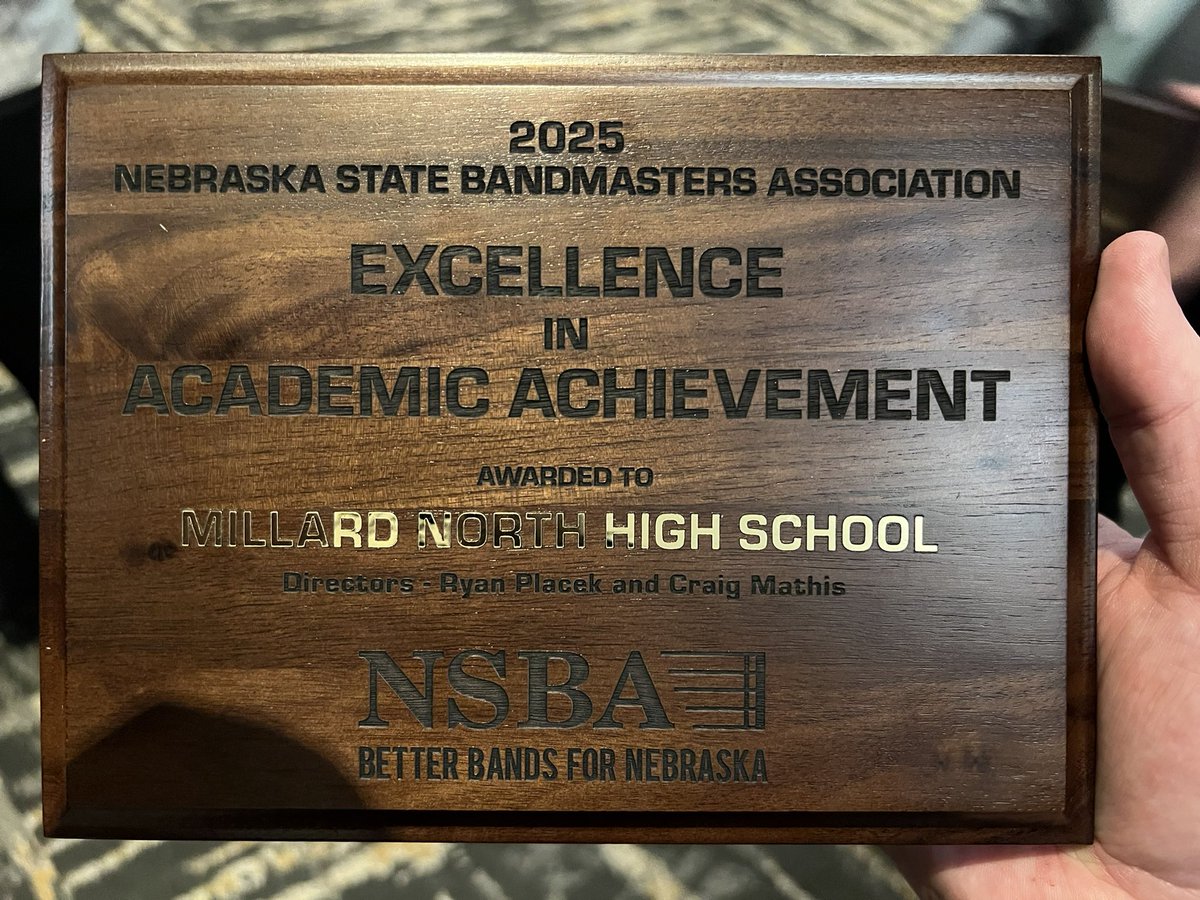 2025
NEBRASKA STATE BANDMASTERS ASSOCIATION
EXCELLENCE
IN
ACADEMIC ACHIEVEMENT
AWARDED TO
MILLARD NORTH HIGH SCHOOL
Directors - Ryan Placek and Craig Mathis
NSBA
BETTER BANDS FOR NEBRASKA